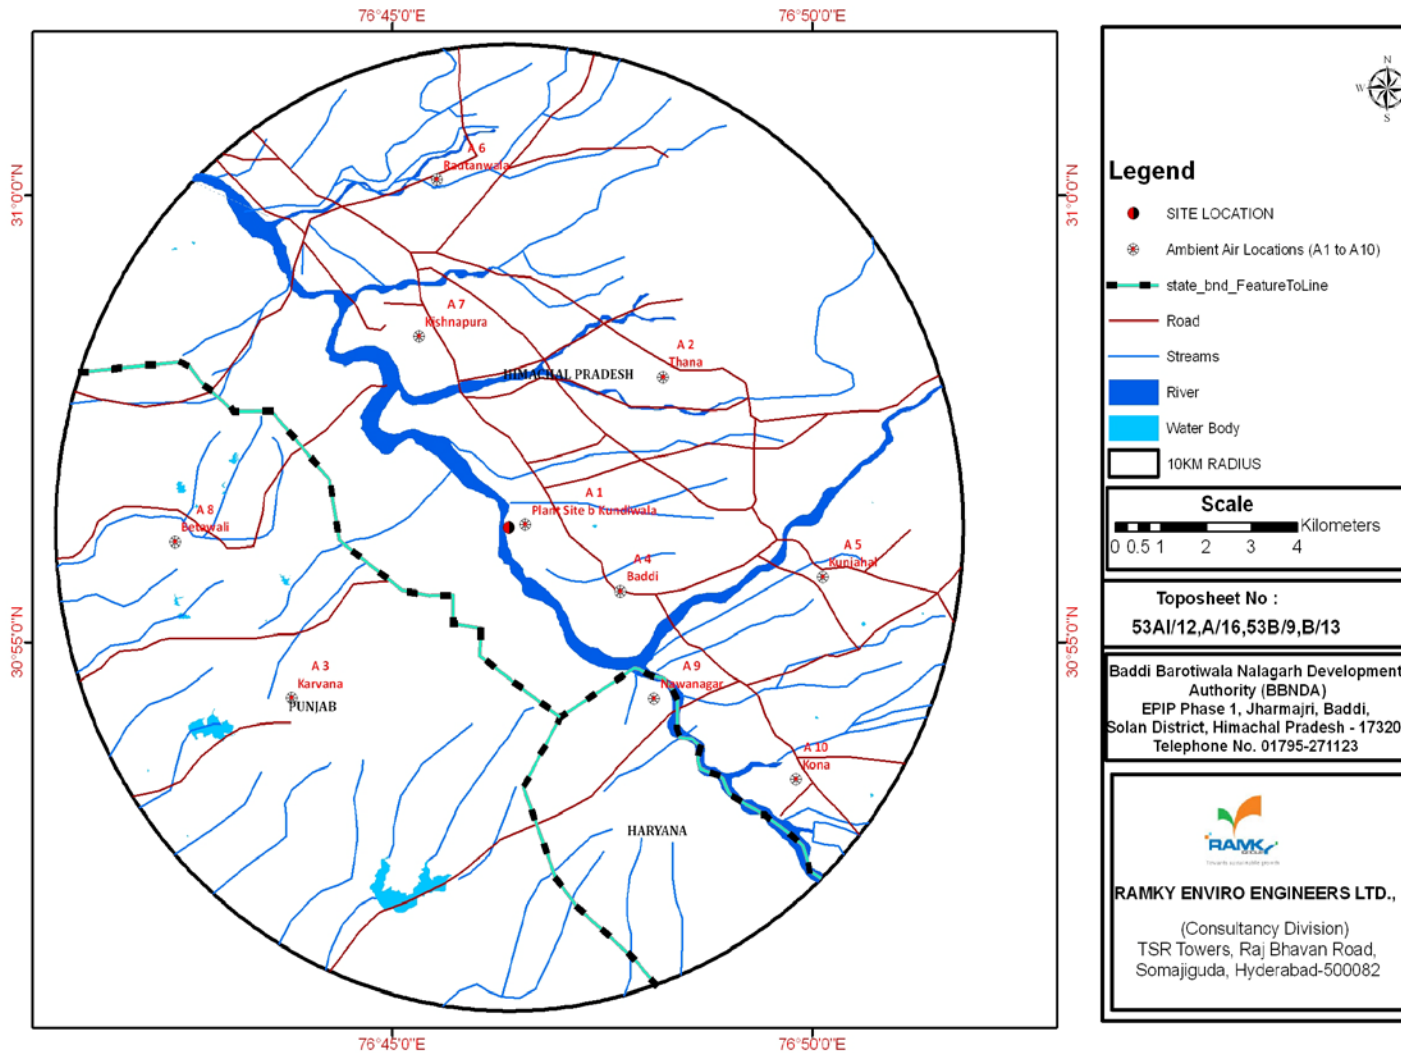 76°45'0"E
76°50'0"E
31°0'0"N
31°0'0"N
A 6
Rautanwala
A 7
Kishnapura
A 2
Thana
HIMACHAL PRADESH
A 1
Plant Site b Kundlwala
A 8
Betawali
A 4
Baddi
A 5
Kunjahal
30°55'0"N
30°55'0"N
A 3
Karvana
PUNJAB
A 9
Nawanagar
A 10
Kona
HARYANA
76°45'0"E
76°50'0"E
N
W
S
Legend
SITE LOCATION
Ambient Air Locations (A1 to A10)
state_bnd_FeatureToLine
Road
Streams
River
Water Body
10KM RADIUS
Scale
Kilometers
0 0.5 1 2 3 4
Toposheet No :
53AI/12,A/16,53B/9,B/13
Baddi Barotiwala Nalagarh Development
Authority (BBNDA)
EPIP Phase 1, Jharmajri, Baddi,
Solan District, Himachal Pradesh - 17320
Telephone No. 01795-271123
RAMKY
RAMKY ENVIRO ENGINEERS LTD.,
(Consultancy Division)
TSR Towers, Raj Bhavan Road,
Somajiguda, Hyderabad-500082